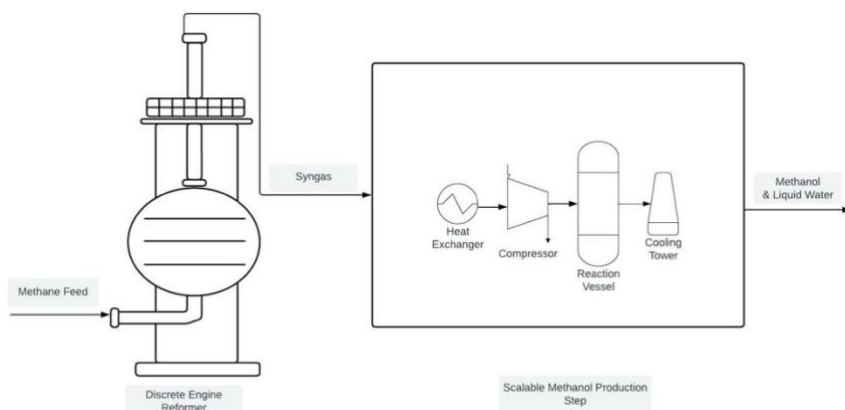 Syngas
Methanol
& Liquid Water
Heat
Exchanger
Compressor
Reaction
Vessel
Cooling
Tower
Methane Feed
Discrete Engine
Reformer
Scalable Methanol Production
Step